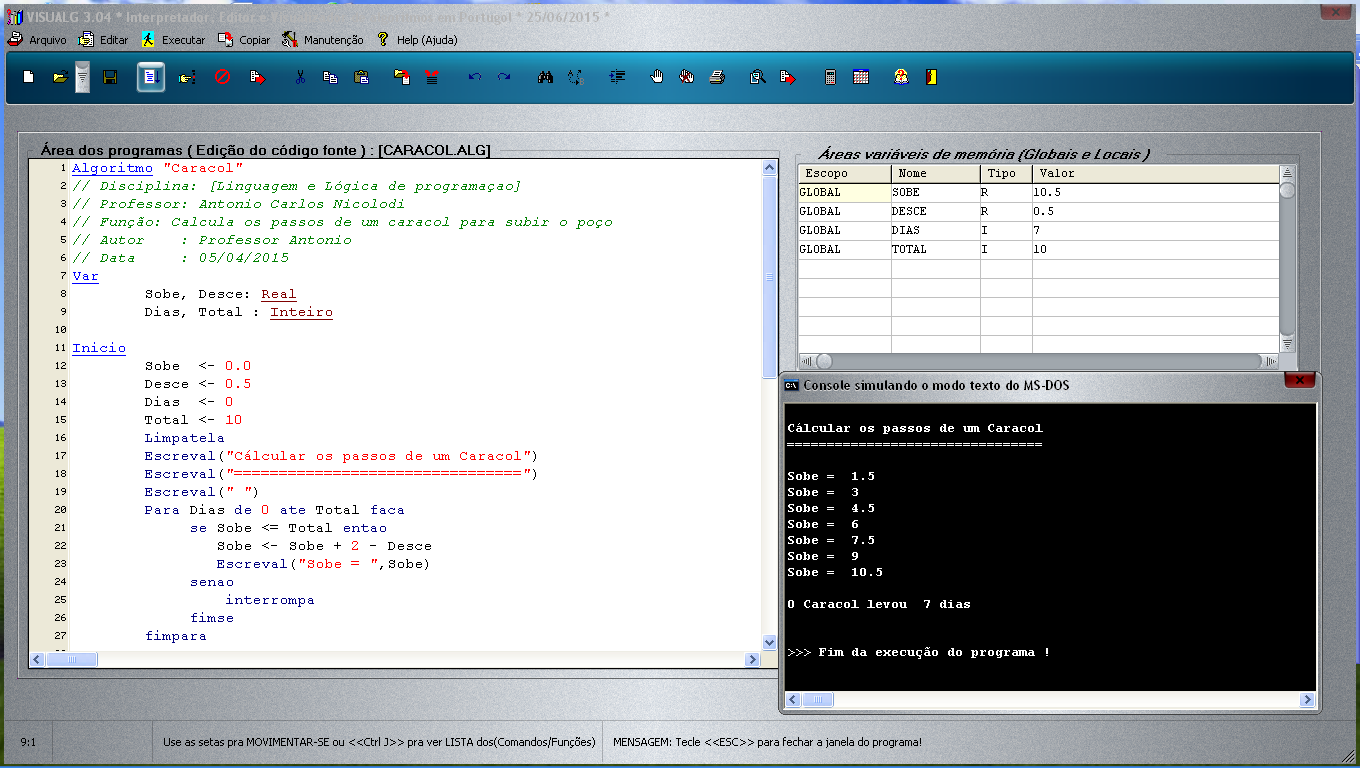 VISUALG 3.04 * Interpretador, Editor e Visual em Portugol * 25/06/2015 *
Arquivo Editar Executar Copiar Manutenção Help (Ajuda)
Área dos programas ( Edição do código fonte ) : [CARACOL.ALG]
1 Algoritmo "Caracol"
2 // Disciplina: [Linguagem e Lógica de programaçao]
3 // Professor: Antonio Carlos Nicolodi
4 // Função: Calcula os passos de um caracol para subir o poço
5 // Autor : Professor Antonio
6 // Data : 05/04/2015
7 Var
8 Sobe, Desce: Real
9 Dias, Total : Inteiro
10
11 Inicio
12 Sobe <- 0.0
13 Desce <- 0.5
14 Dias <- 0
15 Total <- 10
16 Limpatela
17 Escreval("Cálcular os passos de um Caracol")
18 Escreval("================================")
19 Escreval(" ")
20 Para Dias de 0 ate Total faca
21 se Sobe <= Total entao
22 Sobe <- Sobe + 2 - Desce
23 Escreval("Sobe = ",Sobe)
24 senao
25 interrompa
26 fimse
27 fimpara
Áreas variáveis de memória (Globais e Locais )
Escopo Nome Tipo Valor
GLOBAL SOBE R 10.5
GLOBAL DESCE R 0.5
GLOBAL DIAS I 7
GLOBAL TOTAL I 10
Console simulando o modo texto do MS-DOS
Cálcular os passos de um Caracol
================================
Sobe = 1.5
Sobe = 3
Sobe = 4.5
Sobe = 6
Sobe = 7.5
Sobe = 9
Sobe = 10.5
O Caracol levou 7 dias
>>> Fim da execução do programa !
9:1 Use as setas pra MOVIMENTAR-SE ou <<Ctrl J>> pra ver LISTA dos(Comandos/Funções) MENSAGEM: Tecle <<ESC>> para fechar a janela do programa!